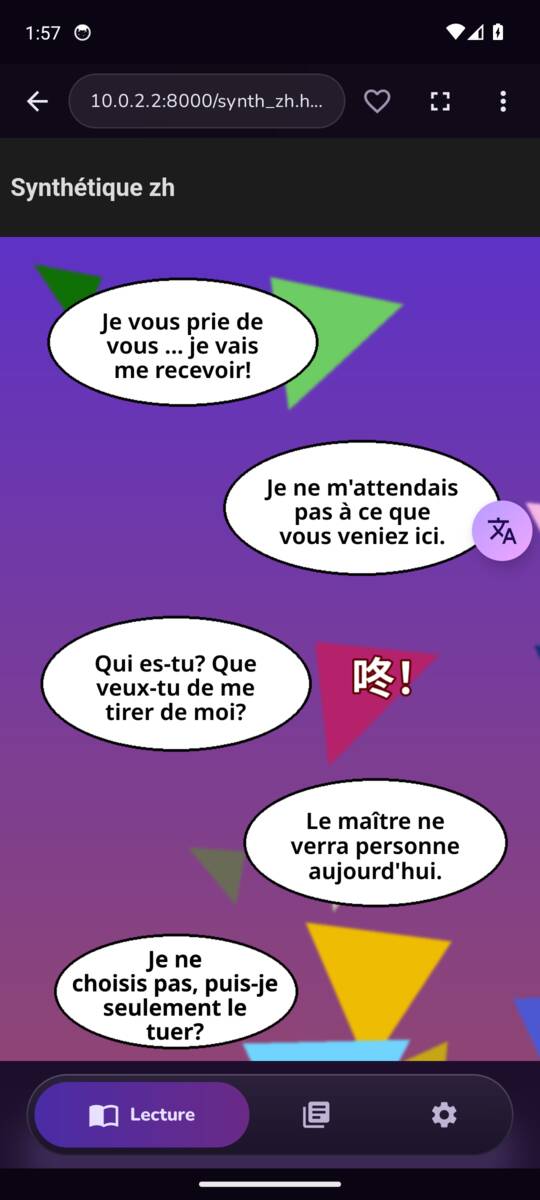 1:57
10.0.2.2:8000/synth_zh.h...
Synthétique zh
Je vous prie de
vous ... je vais
me recevoir!
Je ne m'attendais
pas à ce que
vous veniez ici.
Qui es-tu? Que
veux-tu de me
tirer de moi?
咚!
Le maître ne
verra personne
aujourd'hui.
Je ne
choisis pas, puis-je
seulement le
tuer?
Lecture